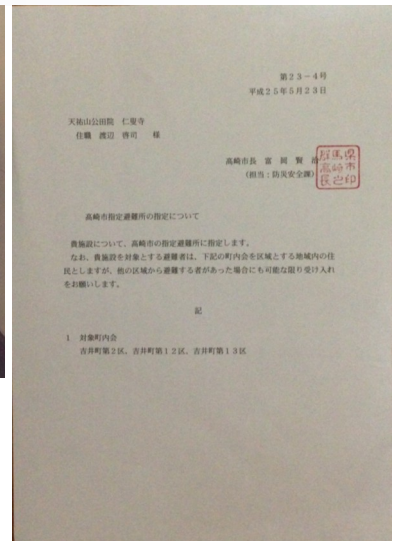 第２３－４号
平成２５年５月２３日
天祐山公田院　仁叟寺
住職　渡辺　啓司　様
高崎市長　富　岡　賢　治
（担当：防災安全課）
群馬県
高崎市
長之印
高崎市指定避難所の指定について
貴施設について、高崎市の指定避難所に指定します。
なお、貴施設を対象とする避難者は、下記の町内会を区域とする地域内の住
民としますが、他の区域から避難する者があった場合にも可能な限り受け入れ
をお願いします。
記
１　対象町内会
吉井町第２区、吉井町第１２区、吉井町第１３区